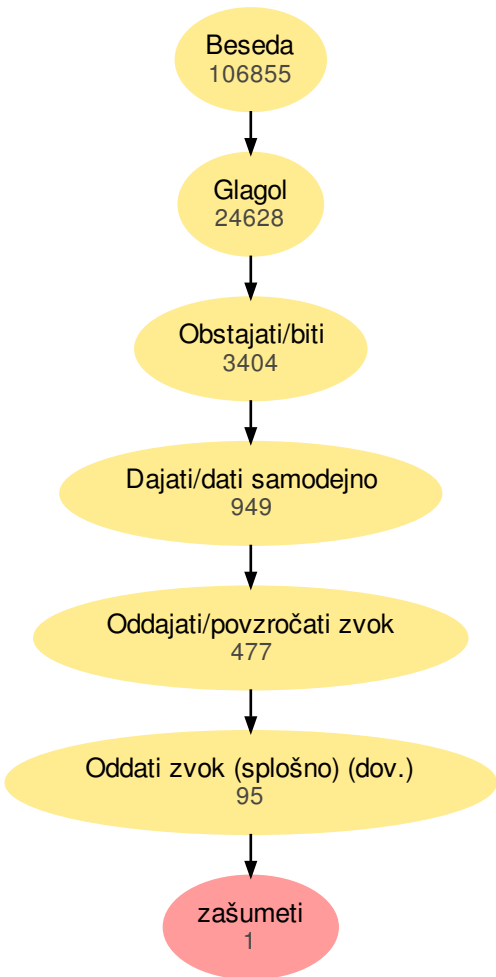 Beseda
106855
Glagol
24628
Obstajati/biti
3404
Dajati/dati samodejno
949
Oddajati/povzročati zvok
477
Oddati zvok (splošno) (dov.)
95
zašumeti
1